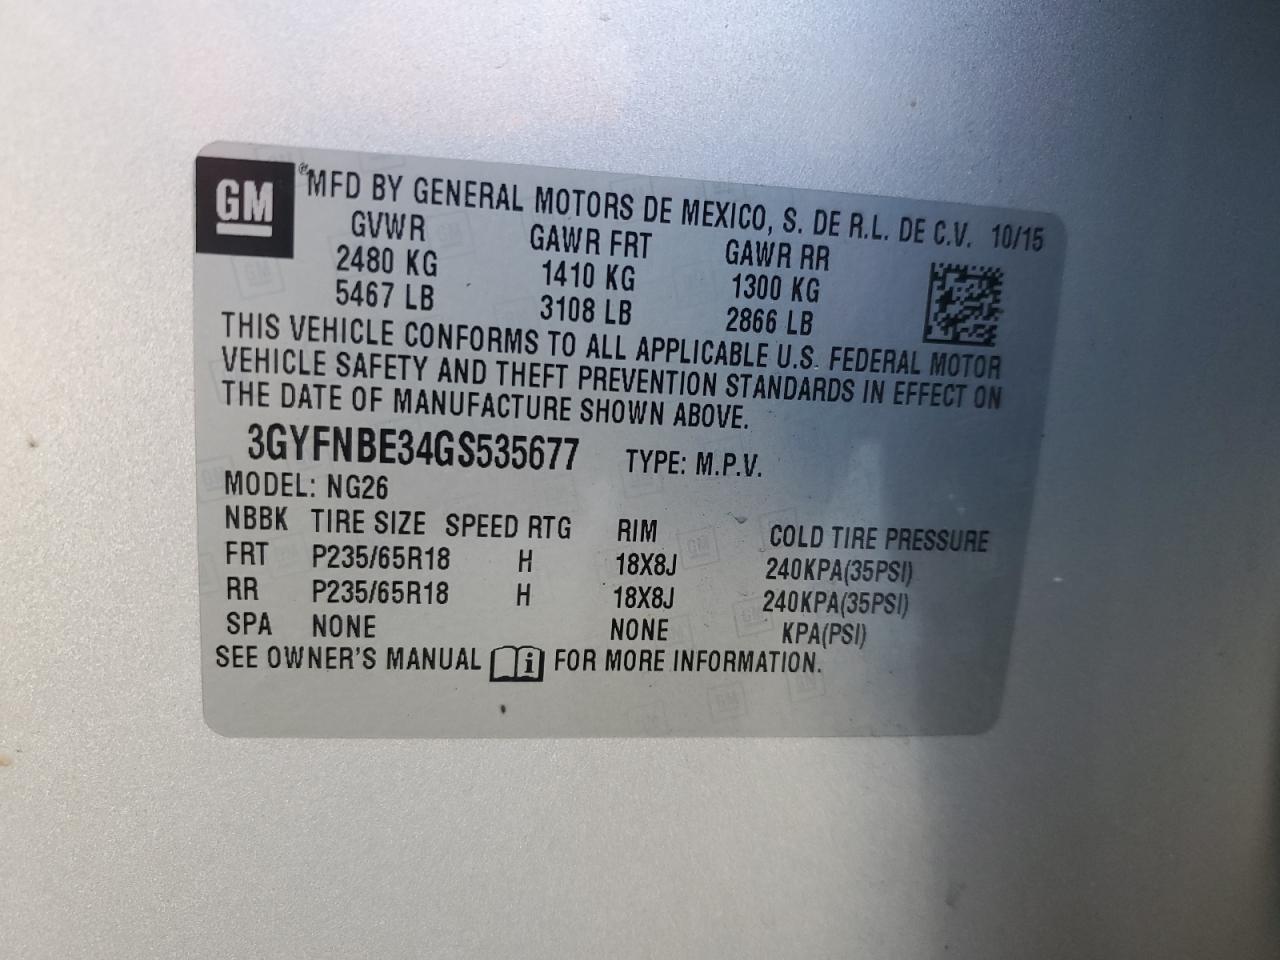 GM ® MFD BY GENERAL MOTORS DE MEXICO, S. DE R.L. DE C.V. 10/15
GVWR GAWR FRT GAWR RR
2480 KG 1410 KG 1300 KG
5467 LB 3108 LB 2866 LB
THIS VEHICLE CONFORMS TO ALL APPLICABLE U.S. FEDERAL MOTOR
VEHICLE SAFETY AND THEFT PREVENTION STANDARDS IN EFFECT ON
THE DATE OF MANUFACTURE SHOWN ABOVE.
3GYFNBE34GS535677 TYPE: M.P.V.
MODEL: NG26
NBBK TIRE SIZE SPEED RTG RIM COLD TIRE PRESSURE
FRT P235/65R18 H 18X8J 240KPA(35PSI)
RR P235/65R18 H 18X8J 240KPA(35PSI)
SPA NONE NONE KPA(PSI)
SEE OWNER'S MANUAL i FOR MORE INFORMATION.